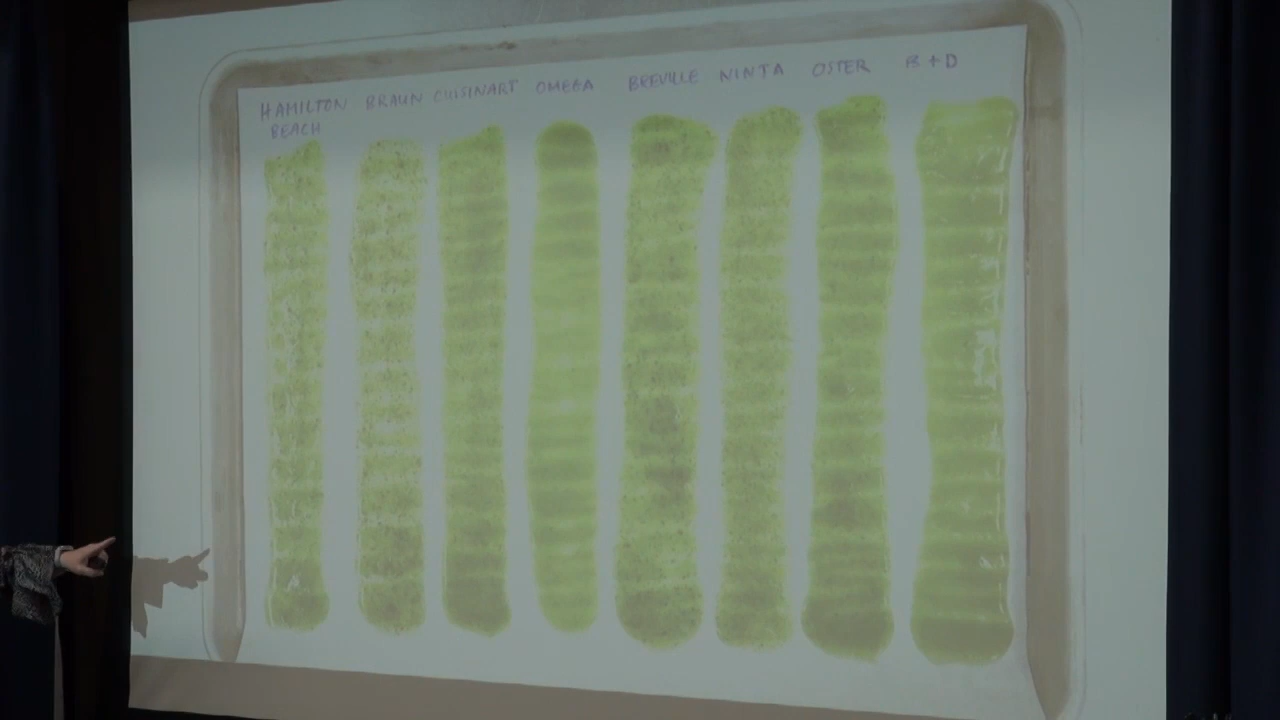 HAMILTON BEACH
BRAUN
CUISINART
OMEGA
BREVILLE
NINJA
OSTER
B+D